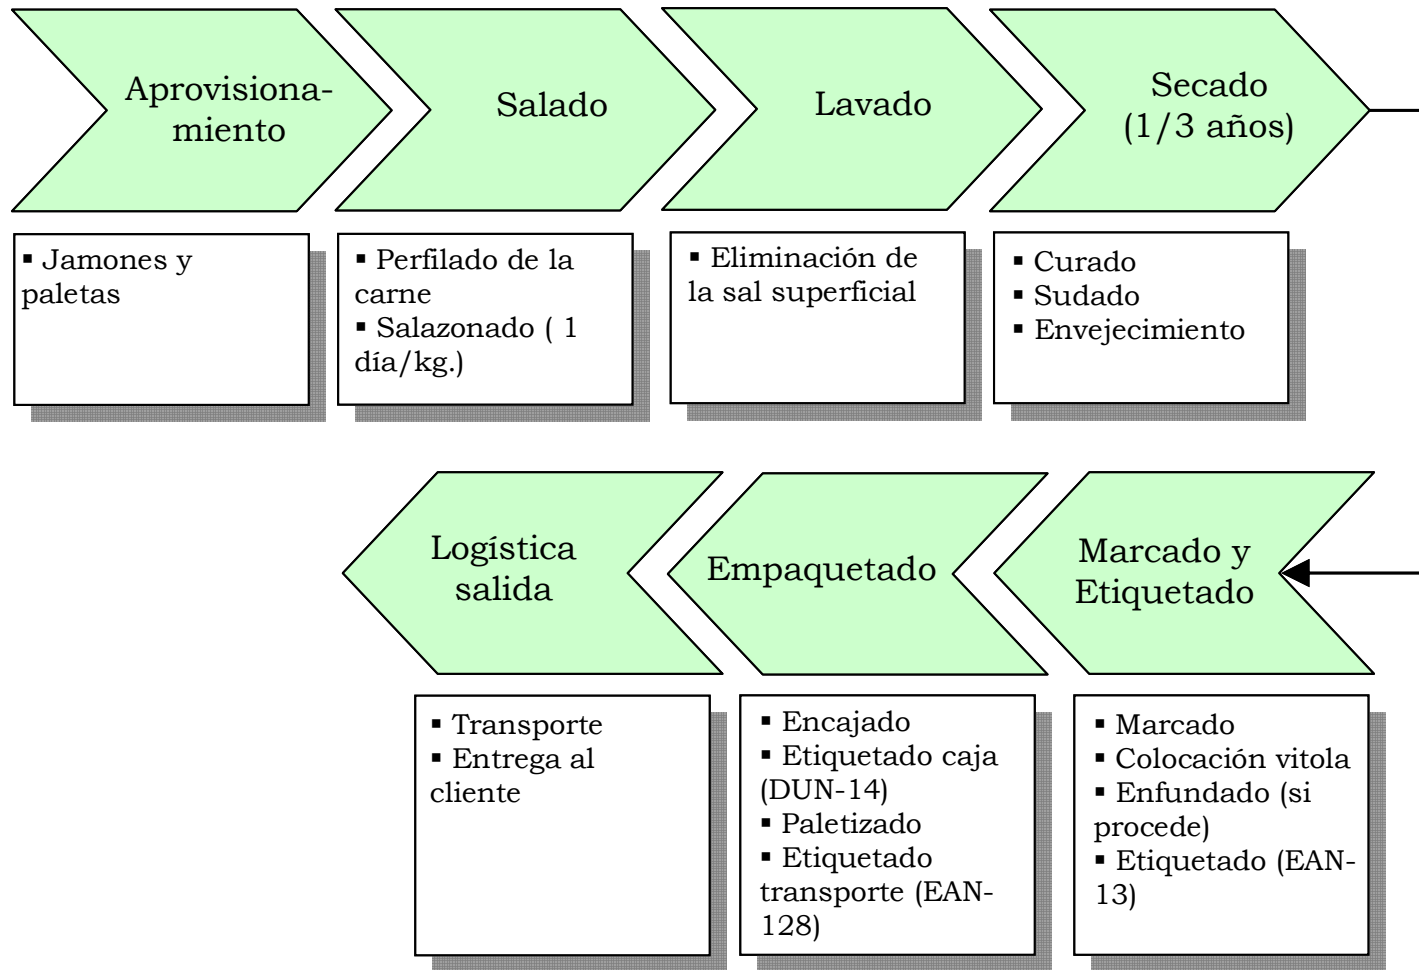 Aprovisiona-
miento
Salado
Lavado
Secado
(1/3 años)
▪ Jamones y
paletas
▪ Perfilado de la
carne
▪ Salazonado ( 1
día/kg.)
▪ Eliminación de
la sal superficial
▪ Curado
▪ Sudado
▪ Envejecimiento
Marcado y
Etiquetado
Empaquetado
Logística
salida
▪ Marcado
▪ Colocación vitola
▪ Enfundado (si
procede)
▪ Etiquetado (EAN-
13)
▪ Encajado
▪ Etiquetado caja
(DUN-14)
▪ Paletizado
▪ Etiquetado
transporte (EAN-
128)
▪ Transporte
▪ Entrega al
cliente